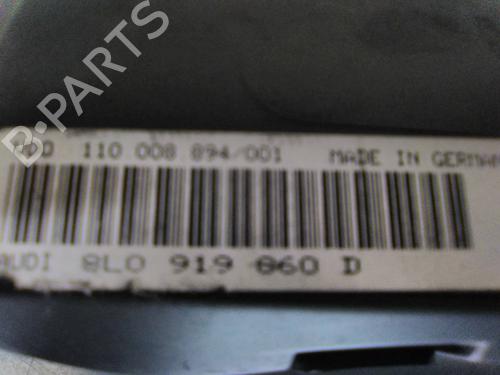 B-PARTS
110 008 894/001 MADE IN GERMAN
AUDI 8L0 919 860 D